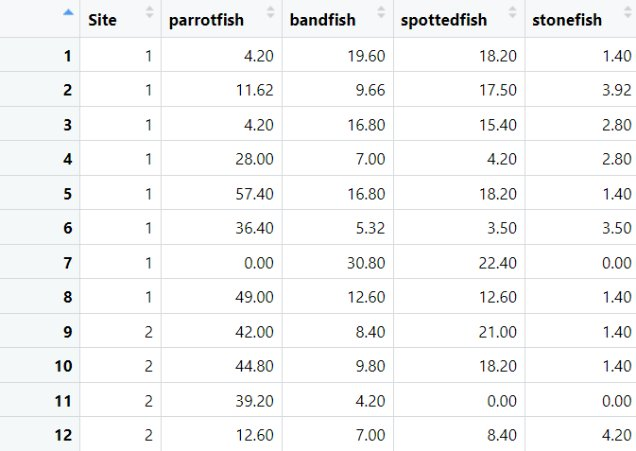 Site parrotfish bandfish spottedfish stonefish
1 1 4.20 19.60 18.20 1.40
2 1 11.62 9.66 17.50 3.92
3 1 4.20 16.80 15.40 2.80
4 1 28.00 7.00 4.20 2.80
5 1 57.40 16.80 18.20 1.40
6 1 36.40 5.32 3.50 3.50
7 1 0.00 30.80 22.40 0.00
8 1 49.00 12.60 12.60 1.40
9 2 42.00 8.40 21.00 1.40
10 2 44.80 9.80 18.20 1.40
11 2 39.20 4.20 0.00 0.00
12 2 12.60 7.00 8.40 4.20